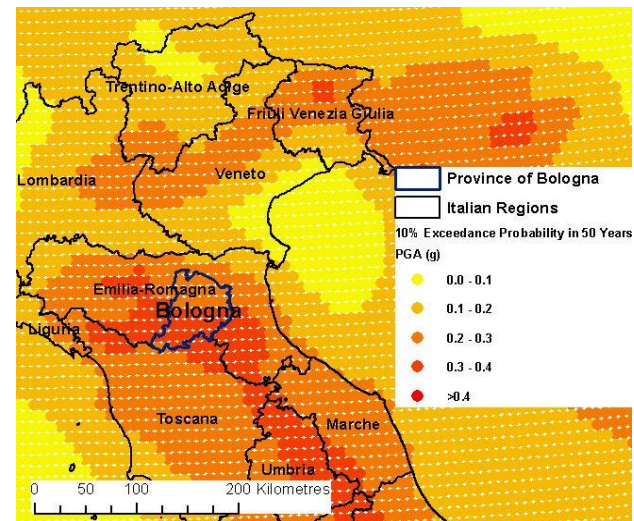 Trentino-Alto Adige
Friuli Venezia Giulia
Lombardia
Veneto
Province of Bologna
Italian Regions
10% Exceedance Probability in 50 Years
PGA (g)
0.0 - 0.1
0.1 - 0.2
0.2 - 0.3
0.3 - 0.4
>0.4
Emilia-Romagna
Bologna
Liguria
Toscana
Marche
Umbria
0 50 100 200 Kilometres